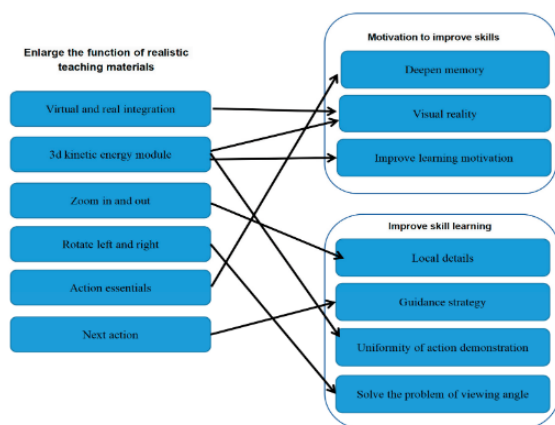 Enlarge the function of realistic
teaching materials
Virtual and real integration
3d kinetic energy module
Zoom in and out
Rotate left and right
Action essentials
Next action
Motivation to improve skills
Deepen memory
Visual reality
Improve learning motivation
Improve skill learning
Local details
Guidance strategy
Uniformity of action demonstration
Solve the problem of viewing angle